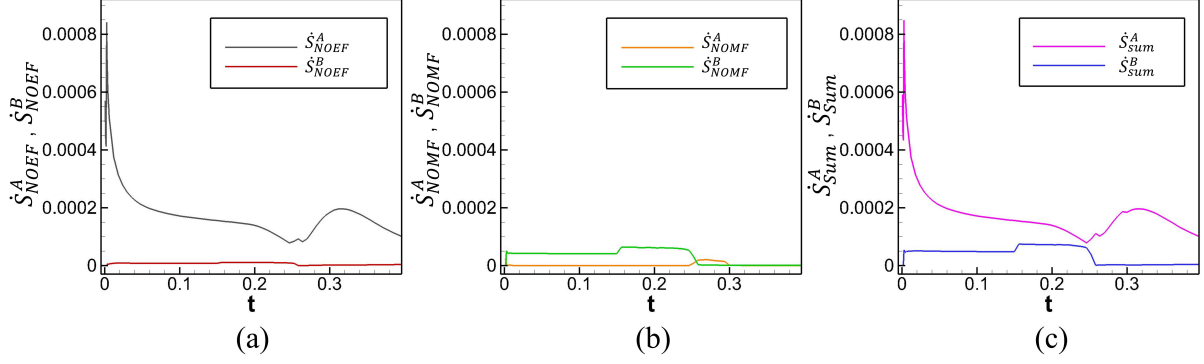 Ṡ^A_NOEF , Ṡ^B_NOEF
0.0008
0.0006
0.0004
0.0002
0
0 0.1 0.2 0.3
t
Ṡ^A_NOEF
Ṡ^B_NOEF
(a)
Ṡ^A_NOMF , Ṡ^B_NOMF
0.0008
0.0006
0.0004
0.0002
0
0 0.1 0.2 0.3
t
Ṡ^A_NOMF
Ṡ^B_NOMF
(b)
Ṡ^A_Sum , Ṡ^B_Sum
0.0008
0.0006
0.0004
0.0002
0
0 0.1 0.2 0.3
t
Ṡ^A_sum
Ṡ^B_sum
(c)